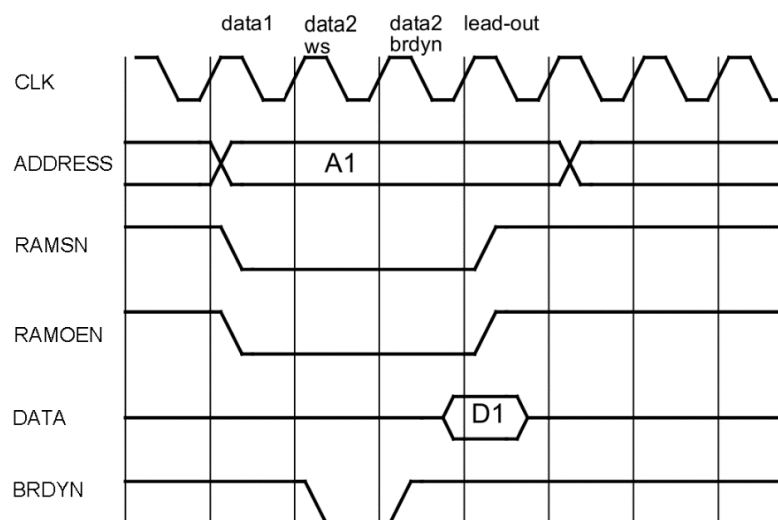 data1 data2 data2 lead-out
ws brdyn
CLK
ADDRESS A1
RAMSN
RAMOEN
DATA D1
BRDYN